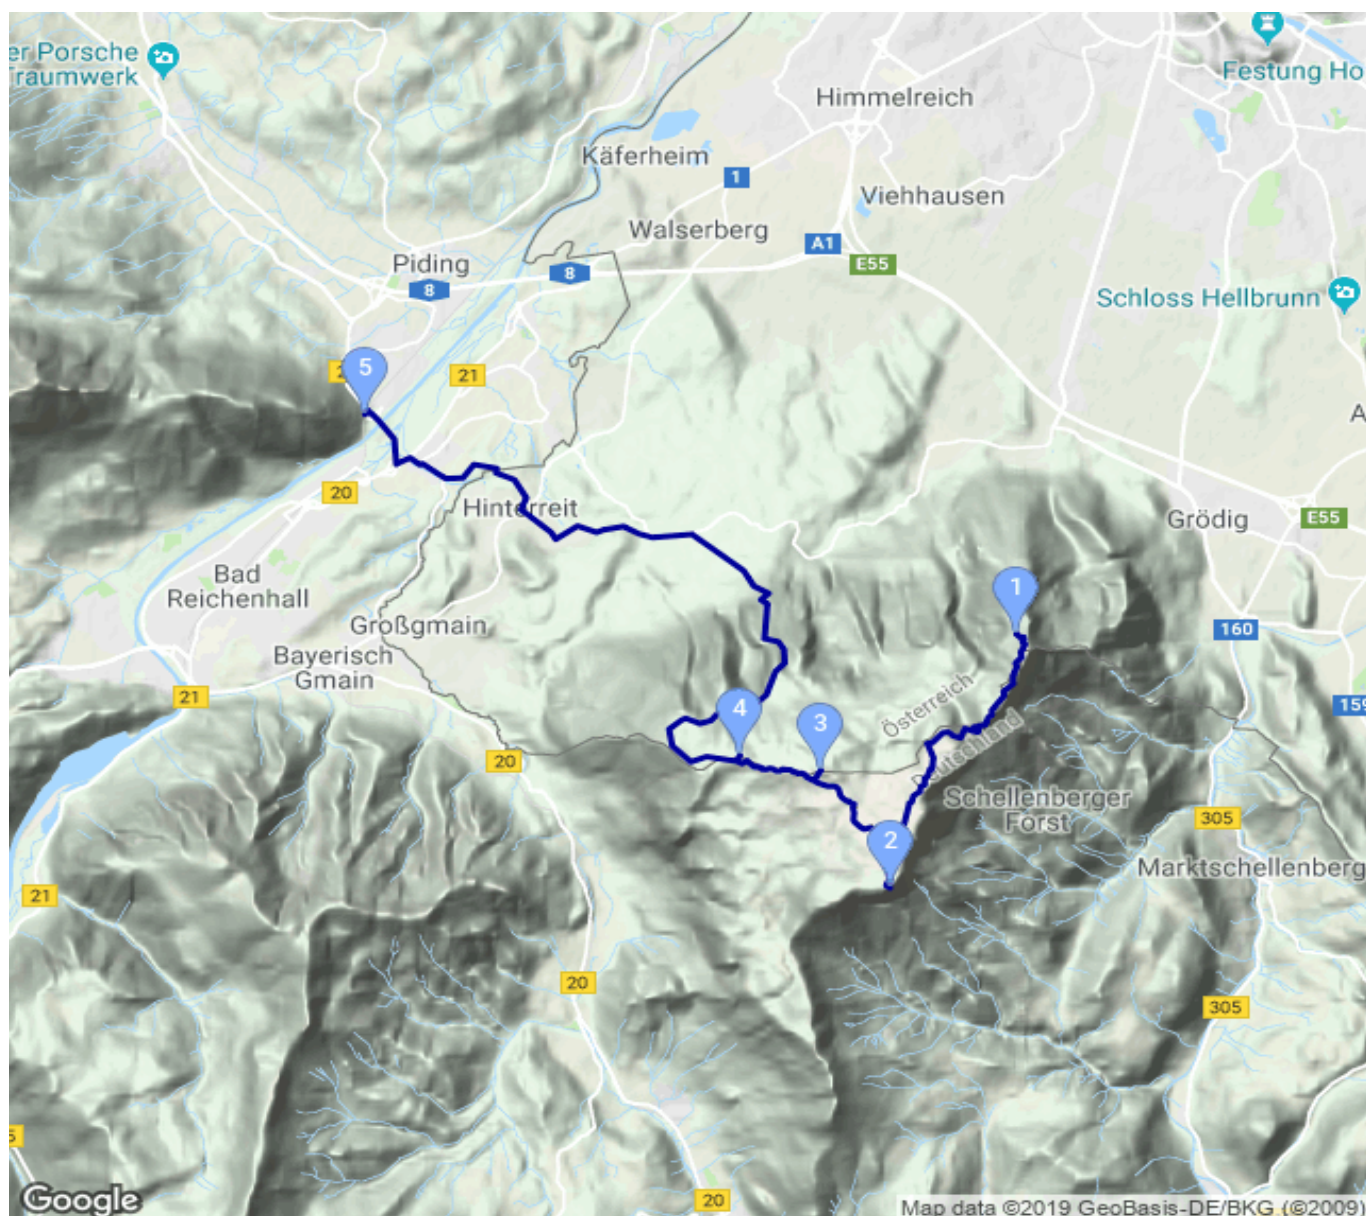 er Porsche
Traumwerk
Festung Ho
Himmelreich
Käferheim
1
Viehhausen
Walserberg
A1
Piding
8
E55
8
Schloss Hellbrunn
5
21
20
Hinterreit
Grödig
E55
Bad
Reichenhall
1
Großgmain
160
Bayerisch
Gmain
21
Österreich
159
4
3
Deutschland
20
Schellenberger
Forst
305
2
Marktschellenberg
21
20
305
20
Google
Map data ©2019 GeoBasis-DE/BKG (©2009)